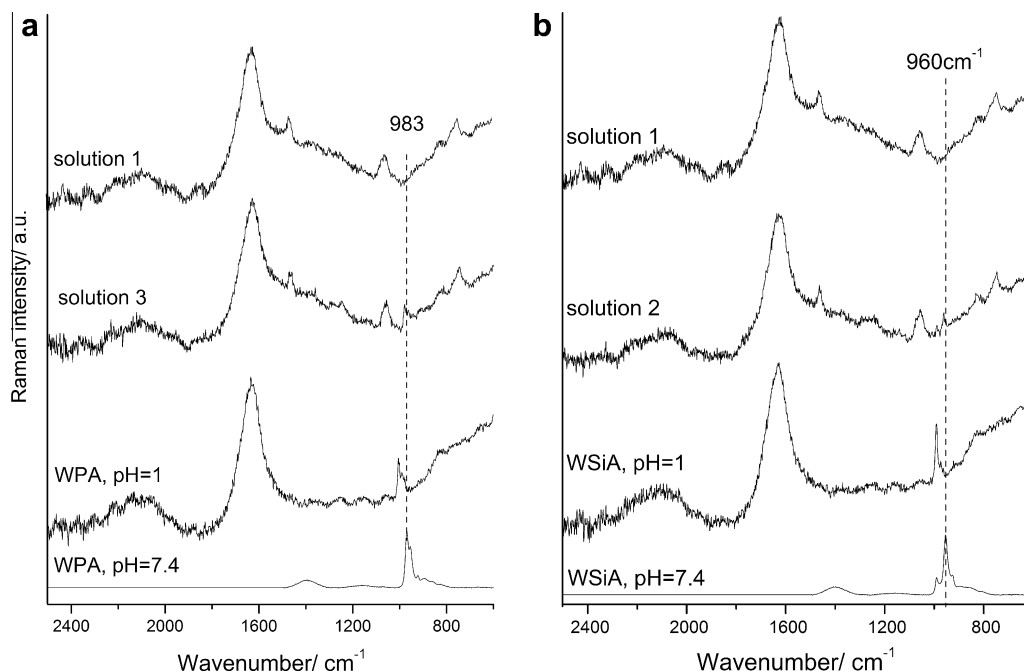 a
983
solution 1
solution 3
WPA, pH=1
WPA, pH=7.4
Raman intensity/ a.u.
2400 2000 1600 1200 800
Wavenumber/ cm⁻¹
b
960cm⁻¹
solution 1
solution 2
WSiA, pH=1
WSiA, pH=7.4
2400 2000 1600 1200 800
Wavenumber/ cm⁻¹